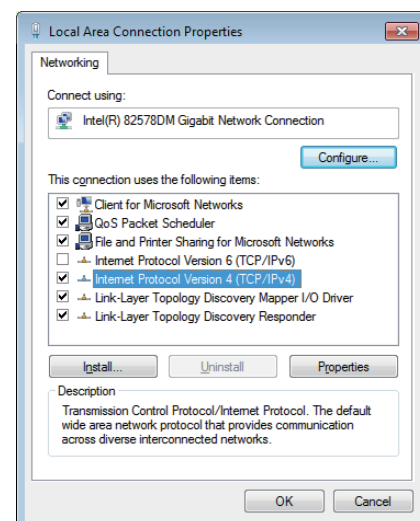 Local Area Connection Properties
Networking
Connect using:
Intel(R) 82578DM Gigabit Network Connection
Configure...
This connection uses the following items:
Client for Microsoft Networks
QoS Packet Scheduler
File and Printer Sharing for Microsoft Networks
Internet Protocol Version 6 (TCP/IPv6)
Internet Protocol Version 4 (TCP/IPv4)
Link-Layer Topology Discovery Mapper I/O Driver
Link-Layer Topology Discovery Responder
Install... Uninstall Properties
Description
Transmission Control Protocol/Internet Protocol. The default
wide area network protocol that provides communication
across diverse interconnected networks.
OK Cancel